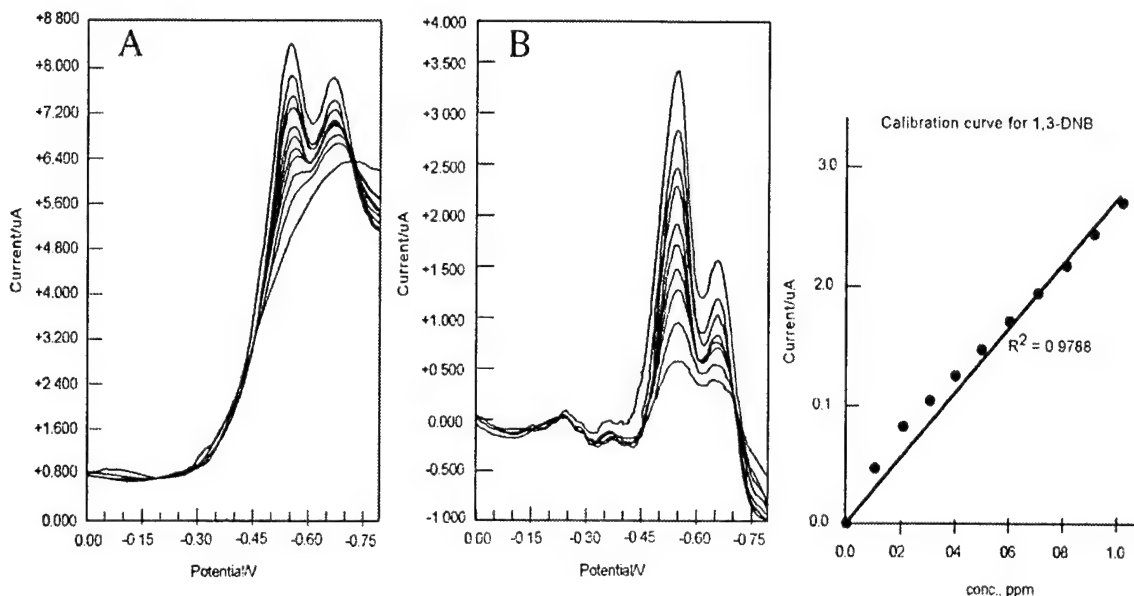 A
+8 800
+8.000
+7.200
+6.400
+5.600
+4.800
+4.000
+3.200
+2.400
+1.600
+0.800
0.000
Current/uA
0.00 -0.15 -0.30 -0.45 -0.60 -0.75
Potential/V
B
+4.000
+3.500
+3.000
+2.500
+2.000
+1.500
+1.000
+0.500
0.000
-0.500
-1 000
Current/uA
0.00 -0.15 -0.30 -0.45 -0.60 -0.75
Potential/V
Calibration curve for 1,3-DNB
3.0
2.0
0.1
0.0
Current/uA
R² = 0 9788
0.0 02 04 06 08 1.0
conc., ppm